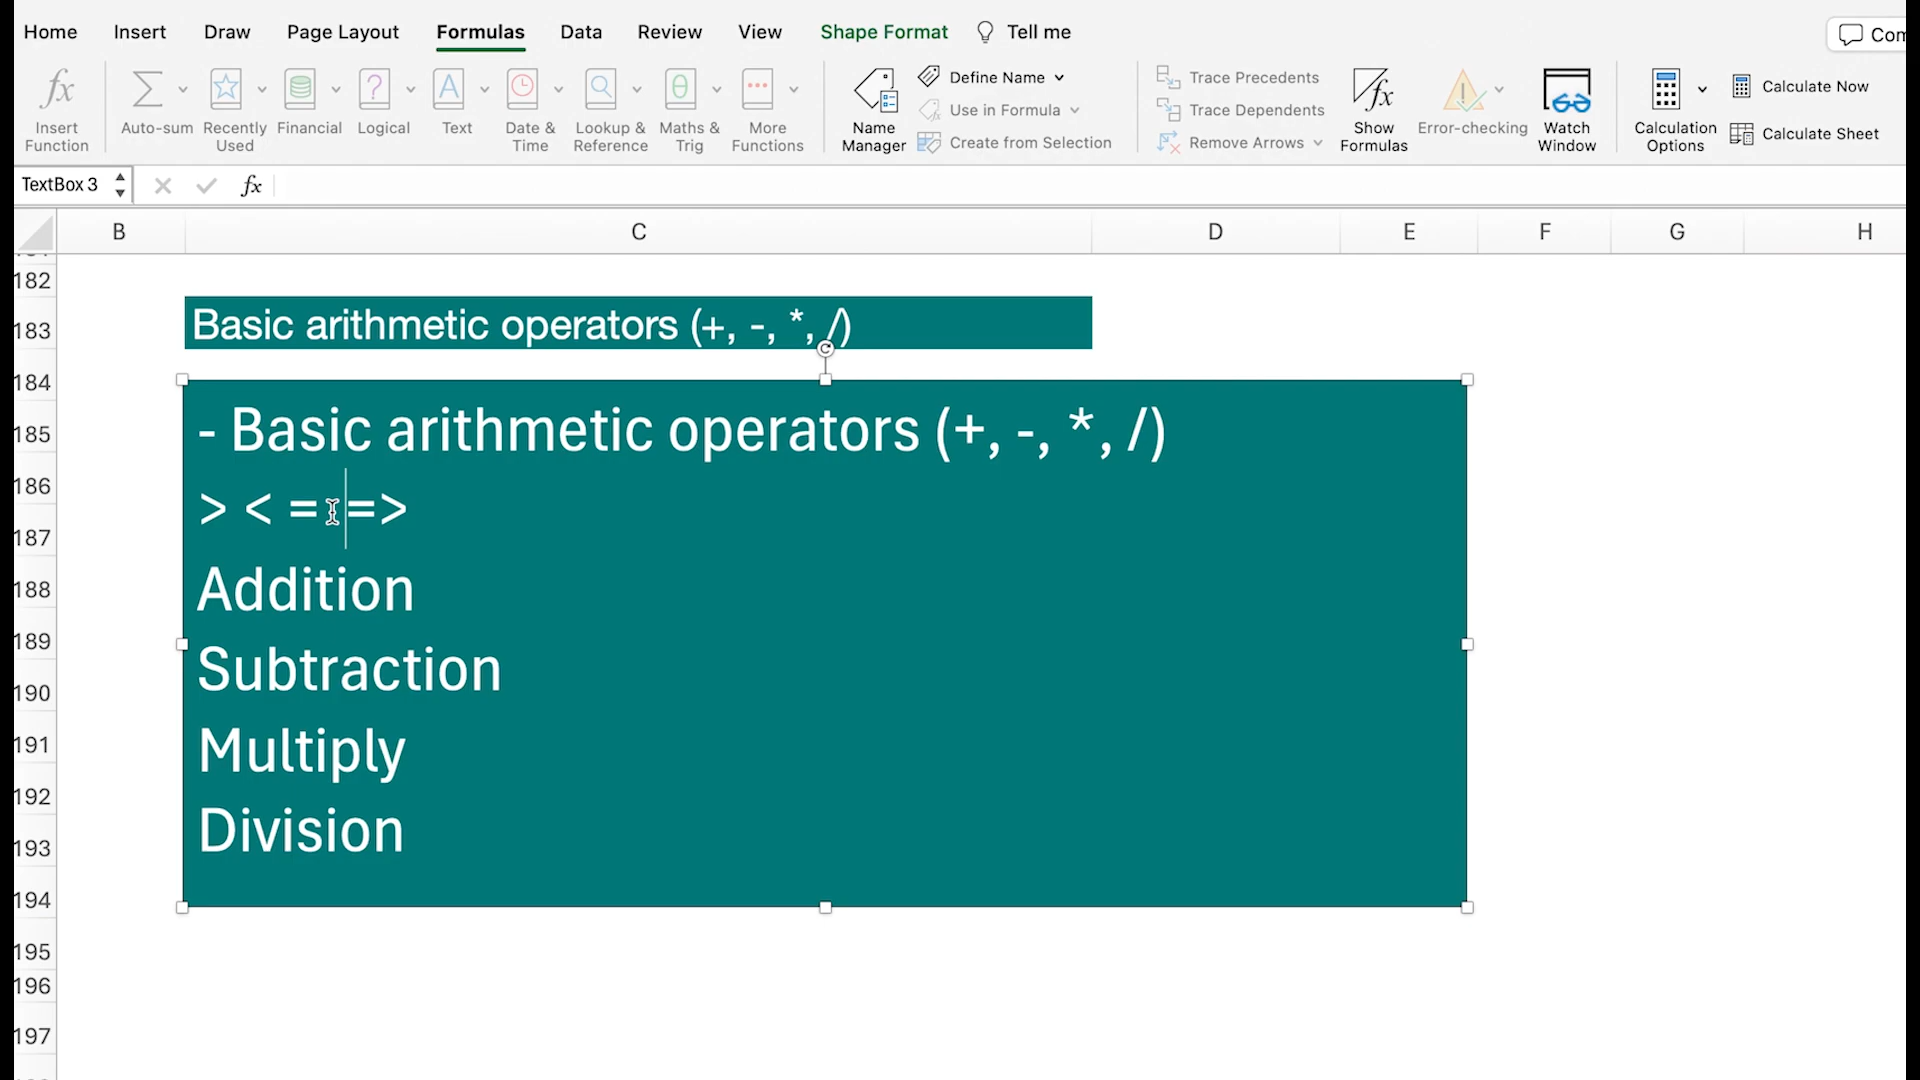 Home Insert Draw Page Layout Formulas Data Review View Shape Format Tell me
Insert Function
Auto-sum
Recently Used
Financial
Logical
Text
Date & Time
Lookup & Reference
Maths & Trig
More Functions
Name Manager
Define Name
Use in Formula
Create from Selection
Trace Precedents
Trace Dependents
Remove Arrows
Show Formulas
Error-checking
Watch Window
Calculation Options
Calculate Now
Calculate Sheet
TextBox 3 fx
B C D E F G H
182
183 Basic arithmetic operators (+, -, *, /)
184
185 - Basic arithmetic operators (+, -, *, /)
186 > < = =>
187
188 Addition
189
190 Subtraction
191 Multiply
192
193 Division
194
195
196
197